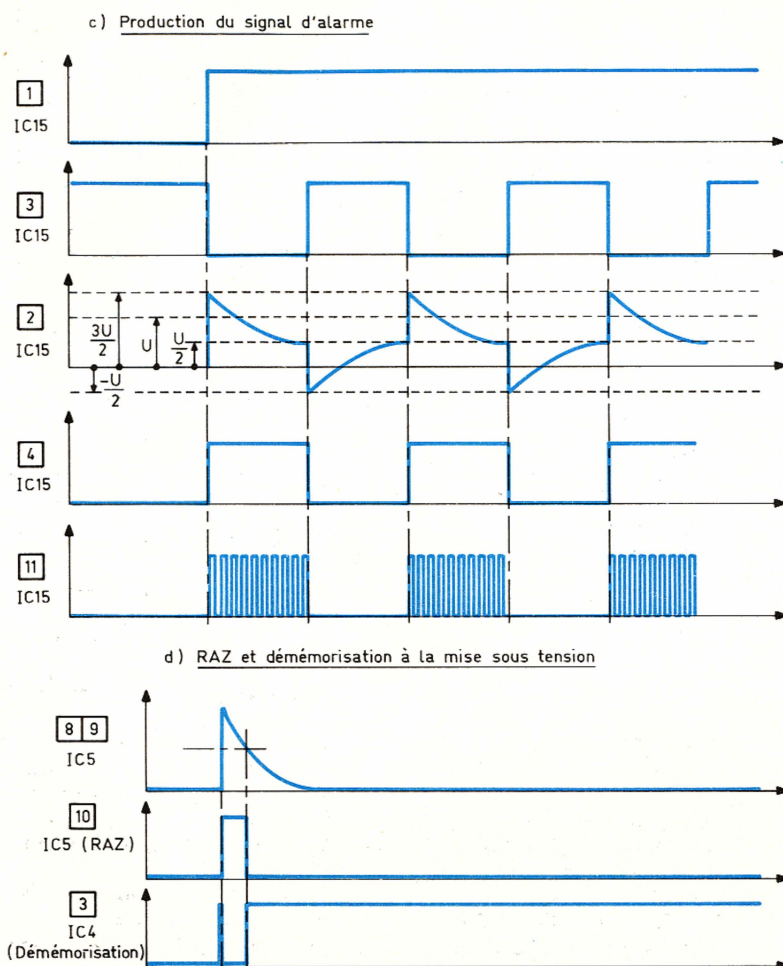 c) Production du signal d'alarme
1
IC15
3
IC15
2
IC15
3U
2
U
U
2
-U
2
4
IC15
11
IC15
d) RAZ et démémorisation à la mise sous tension
8 9
IC5
10
IC5 (RAZ)
3
IC4
(Démémorisation)